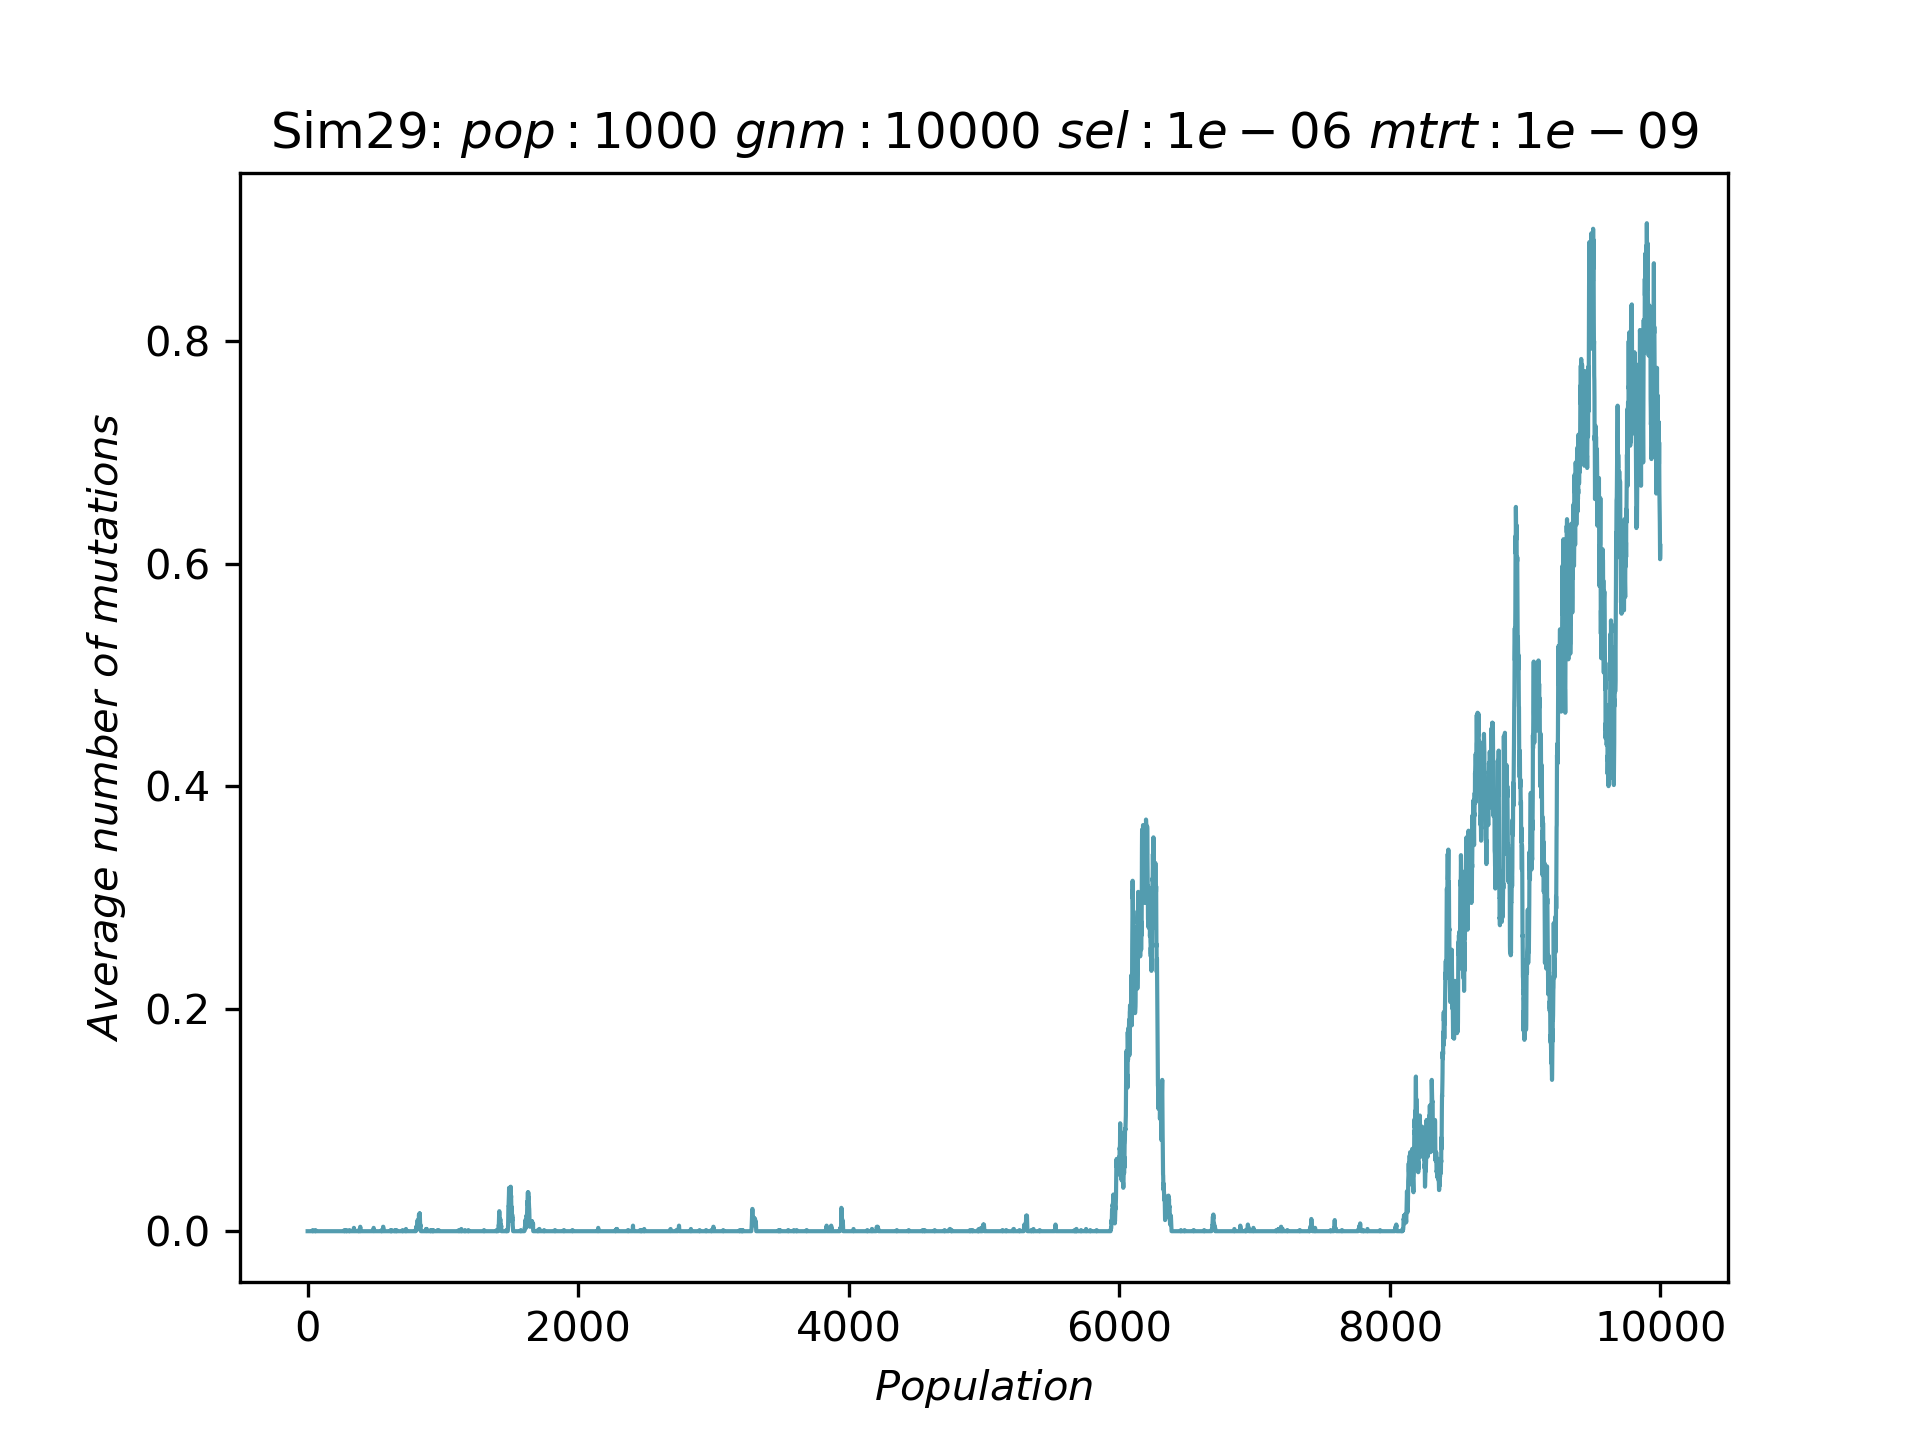 Sim29: pop : 1000 gnm : 10000 sel : 1e − 06 mtrt : 1e − 09
Average number of mutations
0.8
0.6
0.4
0.2
0.0
0 2000 4000 6000 8000 10000
Population